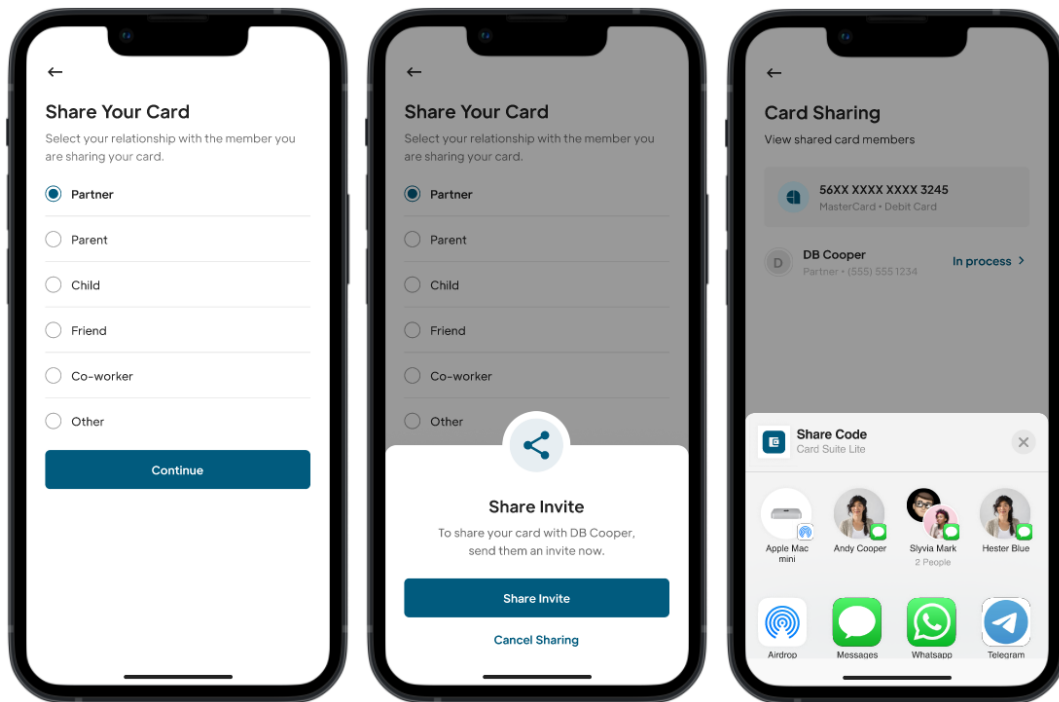 Share Your Card
Select your relationship with the member you
are sharing your card.
Partner
Parent
Child
Friend
Co-worker
Other
Continue
Share Your Card
Select your relationship with the member you
are sharing your card.
Partner
Parent
Child
Friend
Co-worker
Other
Share Invite
To share your card with DB Cooper,
send them an invite now.
Share Invite
Cancel Sharing
Card Sharing
View shared card members
56XX XXXX XXXX 3245
MasterCard • Debit Card
D
DB Cooper
Partner • (555) 555 1234
In process
Share Code
Card Suite Lite
Apple Mac
mini
Andy Cooper
Slyvia Mark
2 People
Hester Blue
Airdrop
Messages
Whatsapp
Telegram